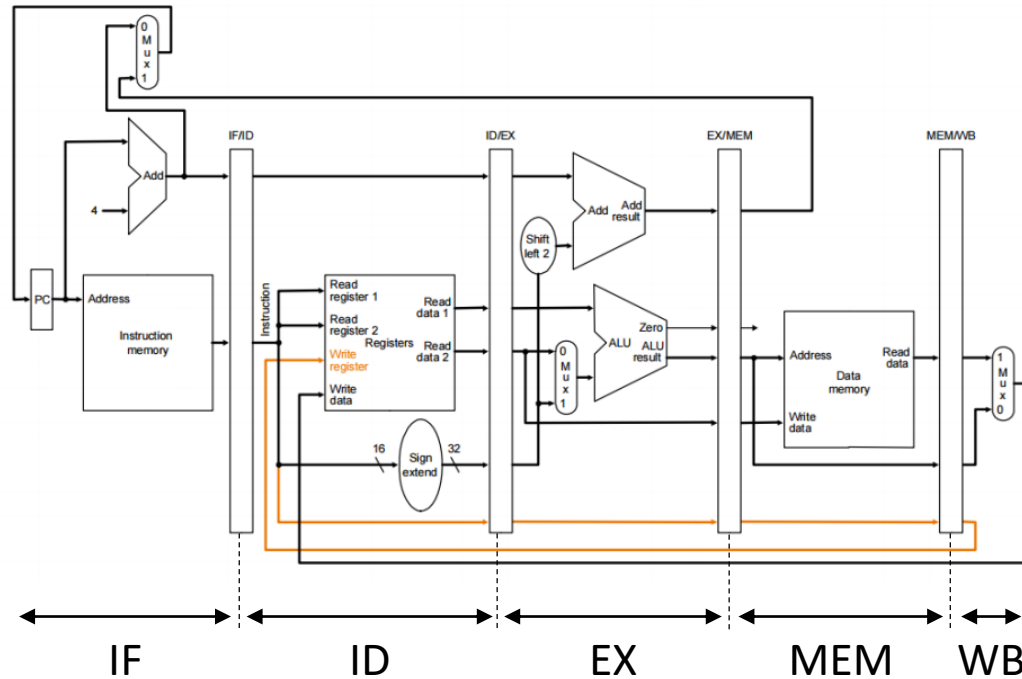 0
M
u
x
1
IF/ID
ID/EX
EX/MEM
MEM/WB
Add
4
Add
Add
result
Shift
left 2
PC
Address
Instruction
memory
Instruction
Read
register 1
Read
register 2
Write
register
Write
data
Registers
Read
data 1
Read
data 2
16
Sign
extend
32
0
M
u
x
1
Zero
ALU
ALU
result
Address
Write
data
Data
memory
Read
data
1
M
u
x
0
IF
ID
EX
MEM
WB